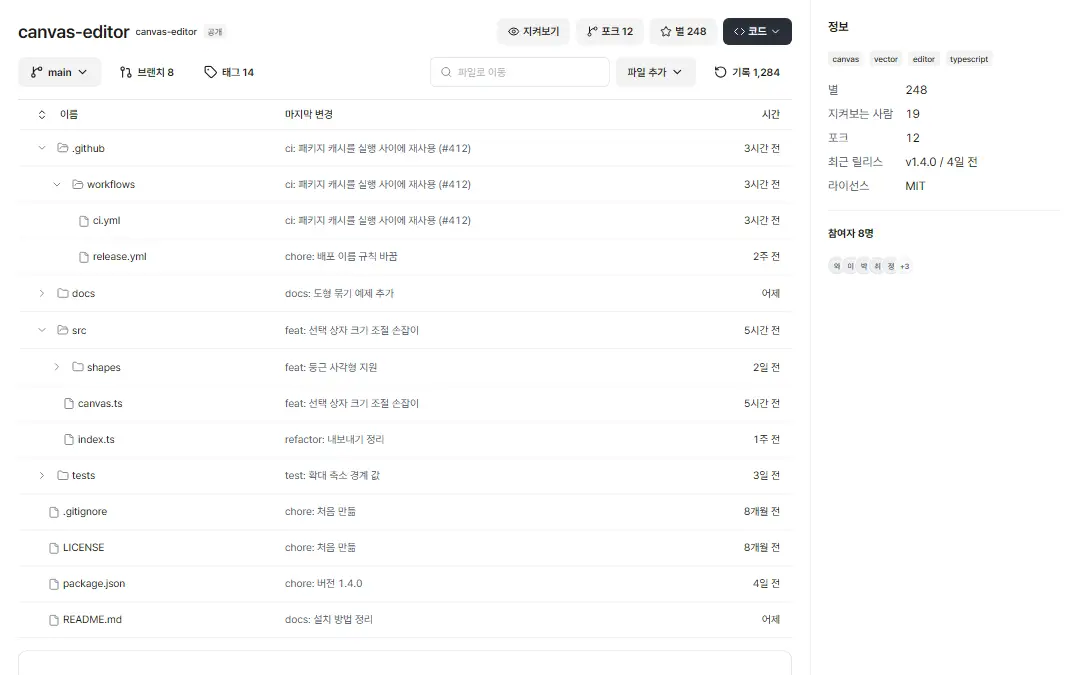 canvas-editor canvas-editor 공개 지켜보기 포크 12 별 248 코드
main 브랜치 8 태그 14 파일로 이동 파일 추가 기록 1,284
이름 마지막 변경 시간
.github ci: 패키지 캐시를 실행 사이에 재사용 (#412) 3시간 전
workflows ci: 패키지 캐시를 실행 사이에 재사용 (#412) 3시간 전
ci.yml ci: 패키지 캐시를 실행 사이에 재사용 (#412) 3시간 전
release.yml chore: 배포 이름 규칙 바꿈 2주 전
docs docs: 도형 묶기 예제 추가 어제
src feat: 선택 상자 크기 조절 손잡이 5시간 전
shapes feat: 둥근 사각형 지원 2일 전
canvas.ts feat: 선택 상자 크기 조절 손잡이 5시간 전
index.ts refactor: 내보내기 정리 1주 전
tests test: 확대 축소 경계 값 3일 전
.gitignore chore: 처음 만듦 8개월 전
LICENSE chore: 처음 만듦 8개월 전
package.json chore: 버전 1.4.0 4일 전
README.md docs: 설치 방법 정리 어제
정보
canvas vector editor typescript
별 248
지켜보는 사람 19
포크 12
최근 릴리스 v1.4.0 / 4일 전
라이선스 MIT
참여자 8명
이 박 최 정 +3